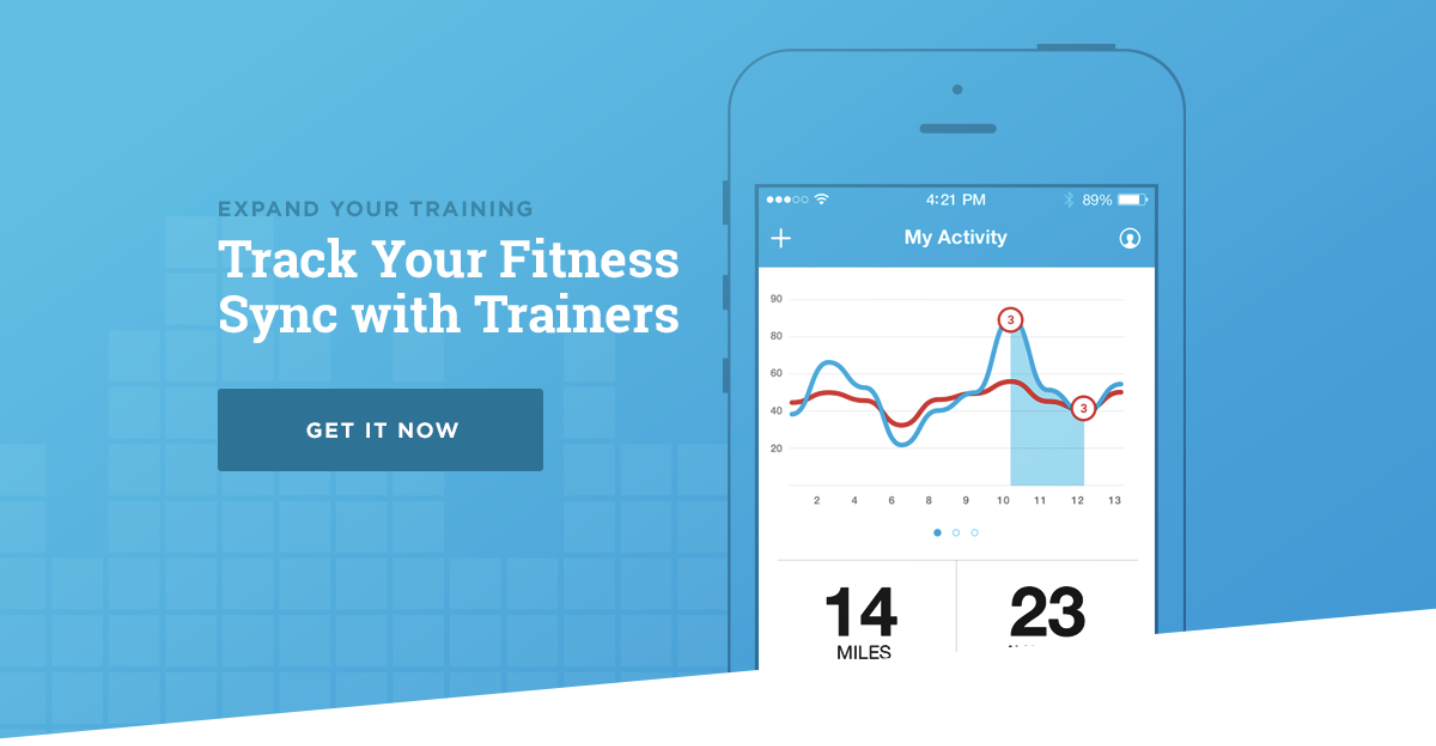 EXPAND YOUR TRAINING
Track Your Fitness
Sync with Trainers
GET IT NOW
4:21 PM 89%
My Activity
90
80
60
40
20
3
3
2 4 6 8 9 10 11 12 13
14 23
MILES